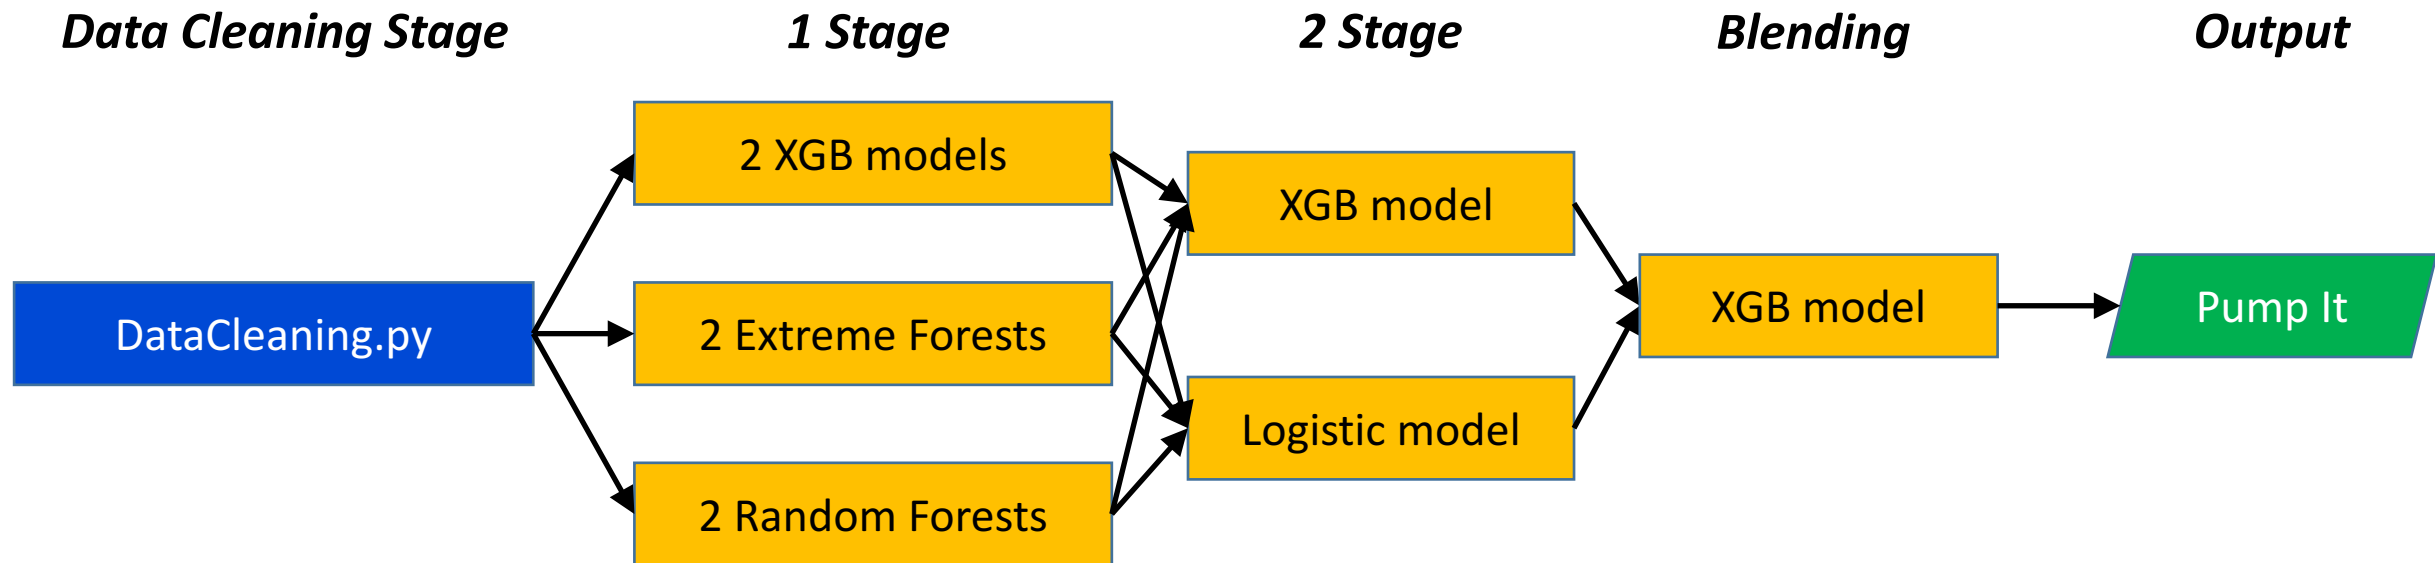 Data Cleaning Stage
1 Stage
2 Stage
Blending
Output
DataCleaning.py
2 XGB models
2 Extreme Forests
2 Random Forests
XGB model
Logistic model
XGB model
Pump It